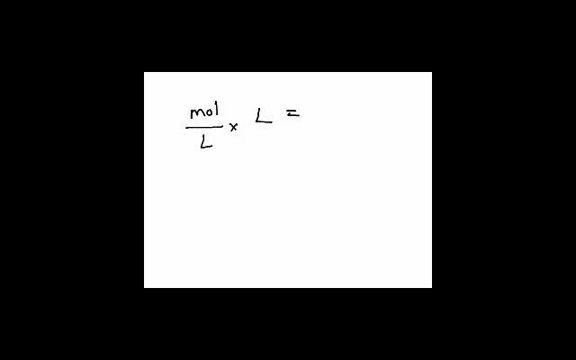 mol/L × L =